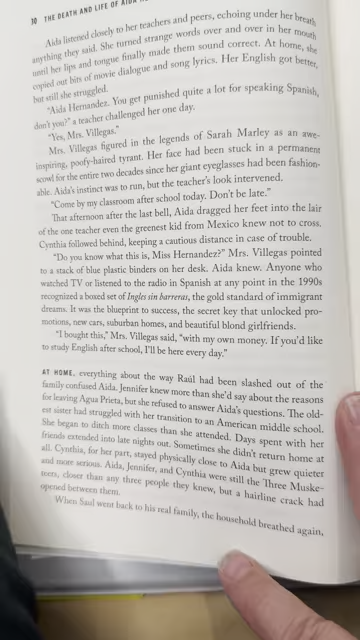 10 THE DEATH AND LIFE OF AIDA
Aida listened closely to her teachers and peers, echoing under her breath
anything they said. She turned strange words over and over in her mouth
until her lips and tongue finally made them sound correct. At home, she
copied out bits of movie dialogue and song lyrics. Her English got better,
but still she struggled.
"Aida Hernandez. You get punished quite a lot for speaking Spanish,
don't you?" a teacher challenged her one day.
"Yes, Mrs. Villegas."
Mrs. Villegas figured in the legends of Sarah Marley as an awe-
inspiring, poofy-haired tyrant. Her face had been stuck in a permanent
scowl for the entire two decades since her giant eyeglasses had been fashion-
able. Aida's instinct was to run, but the teacher's look intervened.
"Come by my classroom after school today. Don't be late."
That afternoon after the last bell, Aida dragged her feet into the lair
of the one teacher even the greenest kid from Mexico knew not to cross.
Cynthia followed behind, keeping a cautious distance in case of trouble.
"Do you know what this is, Miss Hernandez?" Mrs. Villegas pointed
to a stack of blue plastic binders on her desk. Aida knew. Anyone who
watched TV or listened to the radio in Spanish at any point in the 1990s
recognized a boxed set of Ingles sin barreras, the gold standard of immigrant
dreams. It was the blueprint to success, the secret key that unlocked pro-
motions, new cars, suburban homes, and beautiful blond girlfriends.
"I bought this," Mrs. Villegas said, "with my own money. If you'd like
to study English after school, I'll be here every day."
AT HOME, everything about the way Raúl had been slashed out of the
family confused Aida. Jennifer knew more than she'd say about the reasons
for leaving Agua Prieta, but she refused to answer Aida's questions. The old-
est sister had struggled with her transition to an American middle school.
She began to ditch more classes than she attended. Days spent with her
friends extended into late nights out. Sometimes she didn't return home at
all. Cynthia, for her part, stayed physically close to Aida but grew quieter
and more serious. Aida, Jennifer, and Cynthia were still the Three Muske-
teers, closer than any three people they knew, but a hairline crack had
opened between them.
When Saul went back to his real family, the household breathed again,